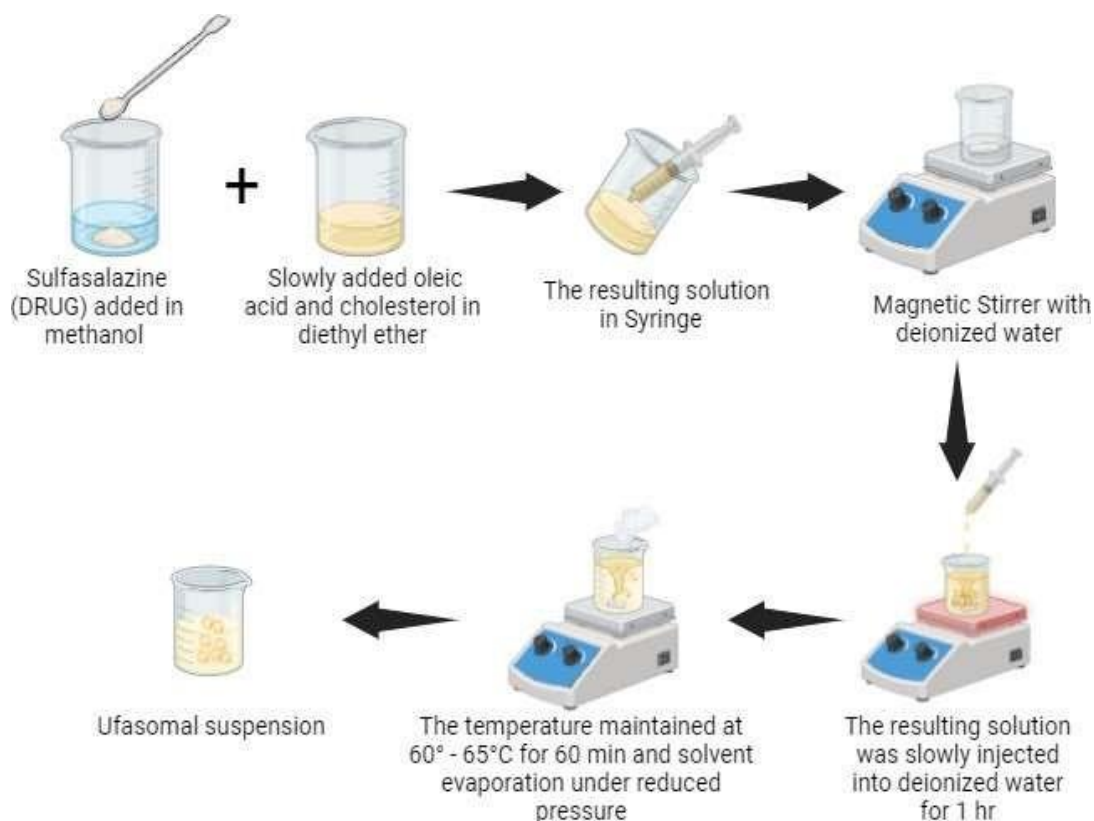 +
Sulfasalazine
(DRUG) added in
methanol
Slowly added oleic
acid and cholesterol in
diethyl ether
The resulting solution
in Syringe
Magnetic Stirrer with
deionized water
The resulting solution
was slowly injected
into deionized water
for 1 hr
The temperature maintained at
60° - 65°C for 60 min and solvent
evaporation under reduced
pressure
Ufasomal suspension